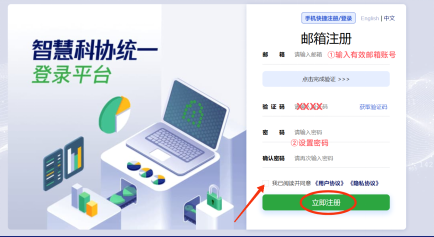 智慧科协统一
登录平台
手机快捷注册/登录 English | 中文
邮箱注册
邮 箱 请输入邮箱 ①输入有效邮箱账号
点击完成验证 >>>
验 证 码 XXXX 码 获取验证码
密 码 请输入密码
②设置密码
确认密码 请再次输入密码
我已阅读并同意 《用户协议》 《隐私协议》
立即注册